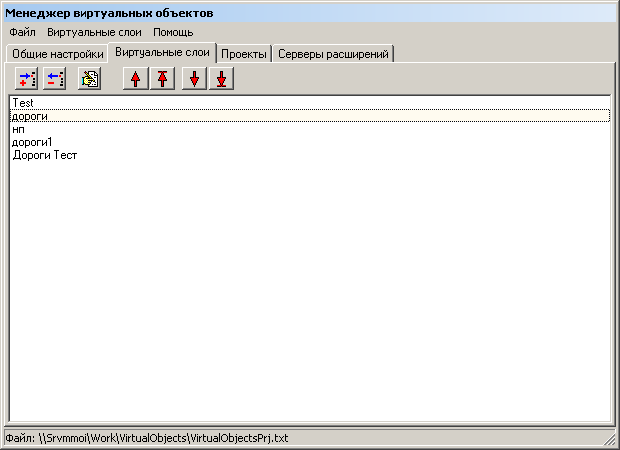 Менеджер виртуальных объектов
Файл Виртуальные слои Помощь
Общие настройки Виртуальные слои Проекты Серверы расширений
Test
дороги
нп
дороги1
Дороги Тест
Файл: \\Srvmmoi\Work\VirtualObjects\VirtualObjectsPrj.txt